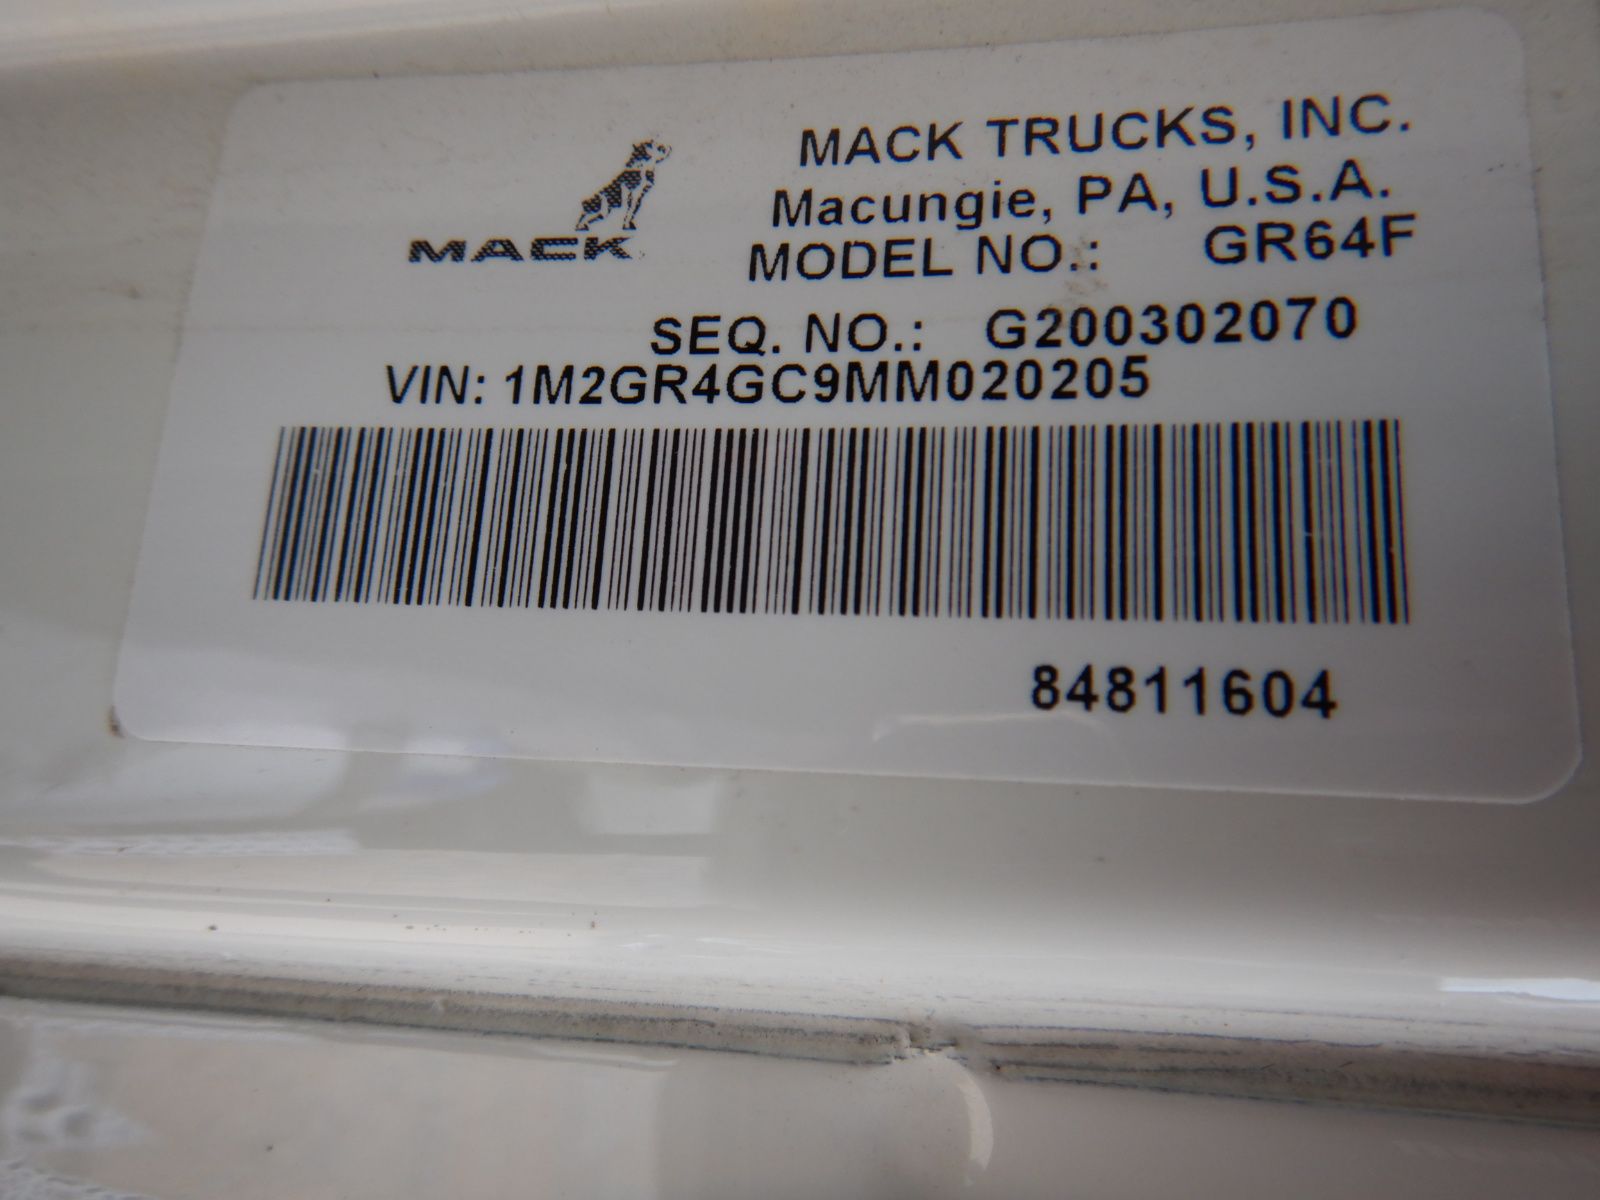 MACK
MACK TRUCKS, INC.
Macungie, PA, U.S.A.
MODEL NO.: GR64F
SEQ. NO.: G200302070
VIN: 1M2GR4GC9MM020205
84811604